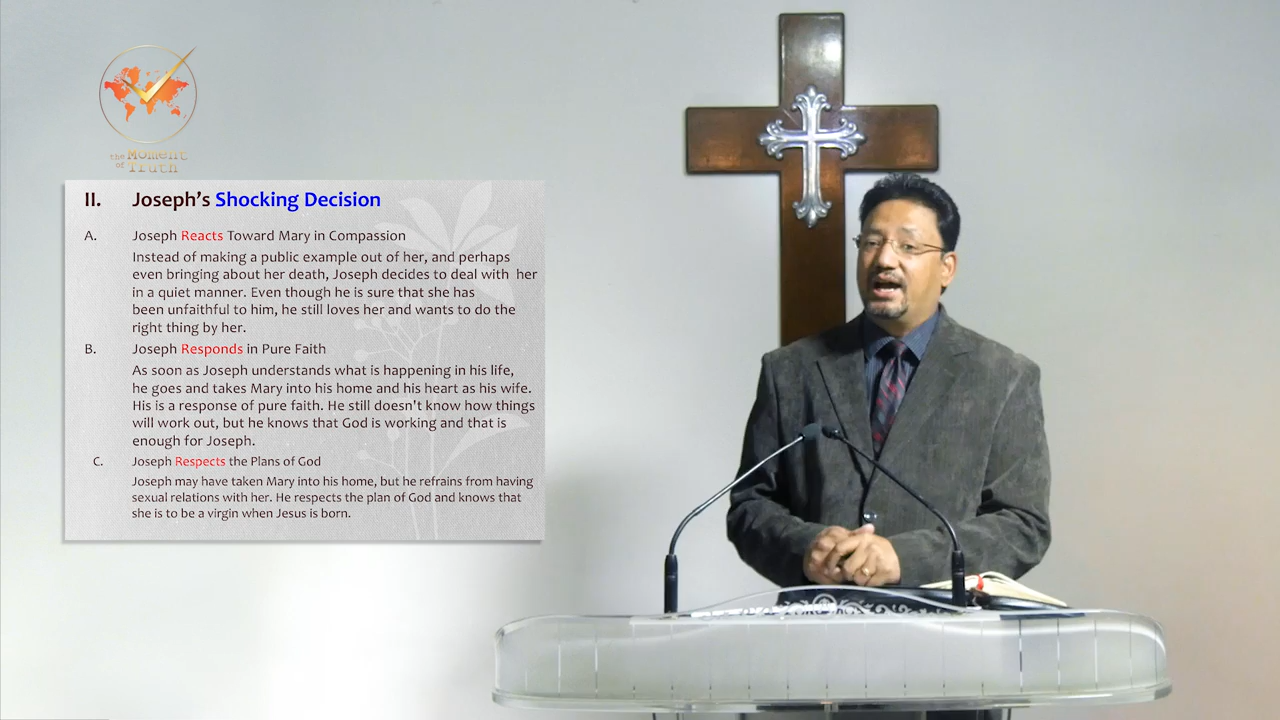 the Moment
of Truth
II. Joseph's Shocking Decision
A. Joseph Reacts Toward Mary in Compassion
Instead of making a public example out of her, and perhaps
even bringing about her death, Joseph decides to deal with her
in a quiet manner. Even though he is sure that she has
been unfaithful to him, he still loves her and wants to do the
right thing by her.
B. Joseph Responds in Pure Faith
As soon as Joseph understands what is happening in his life,
he goes and takes Mary into his home and his heart as his wife.
His is a response of pure faith. He still doesn't know how things
will work out, but he knows that God is working and that is
enough for Joseph.
C. Joseph Respects the Plans of God
Joseph may have taken Mary into his home, but he refrains from having
sexual relations with her. He respects the plan of God and knows that
she is to be a virgin when Jesus is born.